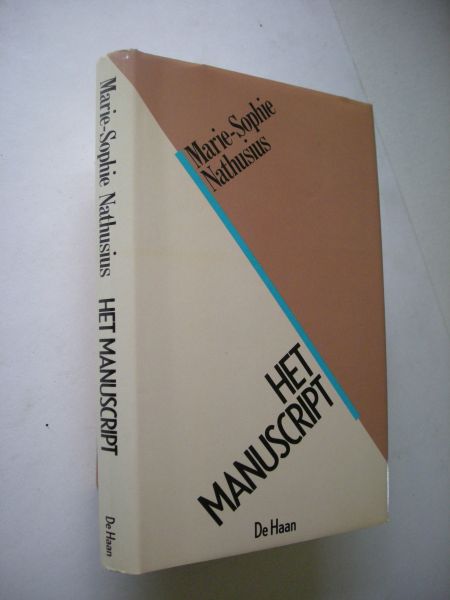 Marie-Sophie Nathusius HET MANUSCRIPT De Haan
Marie-Sophie
Nathusius
HET
MANUSCRIPT
De Haan